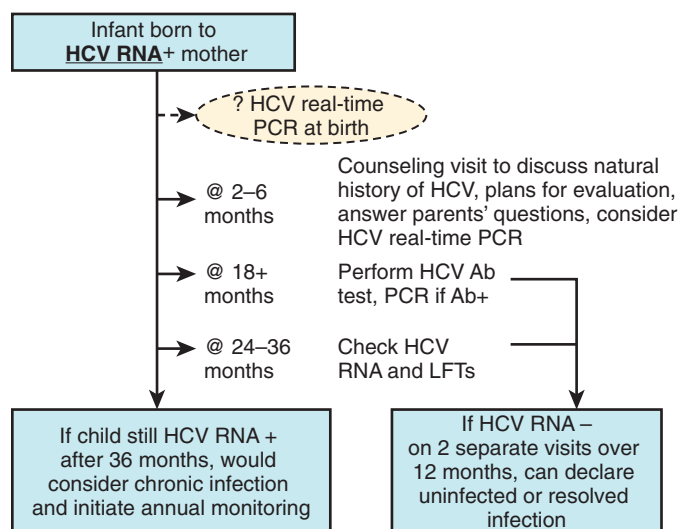 Infant born to
HCV RNA+ mother
? HCV real-time
PCR at birth
@ 2–6
months
Counseling visit to discuss natural
history of HCV, plans for evaluation,
answer parents' questions, consider
HCV real-time PCR
@ 18+
months
Perform HCV Ab
test, PCR if Ab+
@ 24–36
months
Check HCV
RNA and LFTs
If child still HCV RNA +
after 36 months, would
consider chronic infection
and initiate annual monitoring
If HCV RNA –
on 2 separate visits over
12 months, can declare
uninfected or resolved
infection